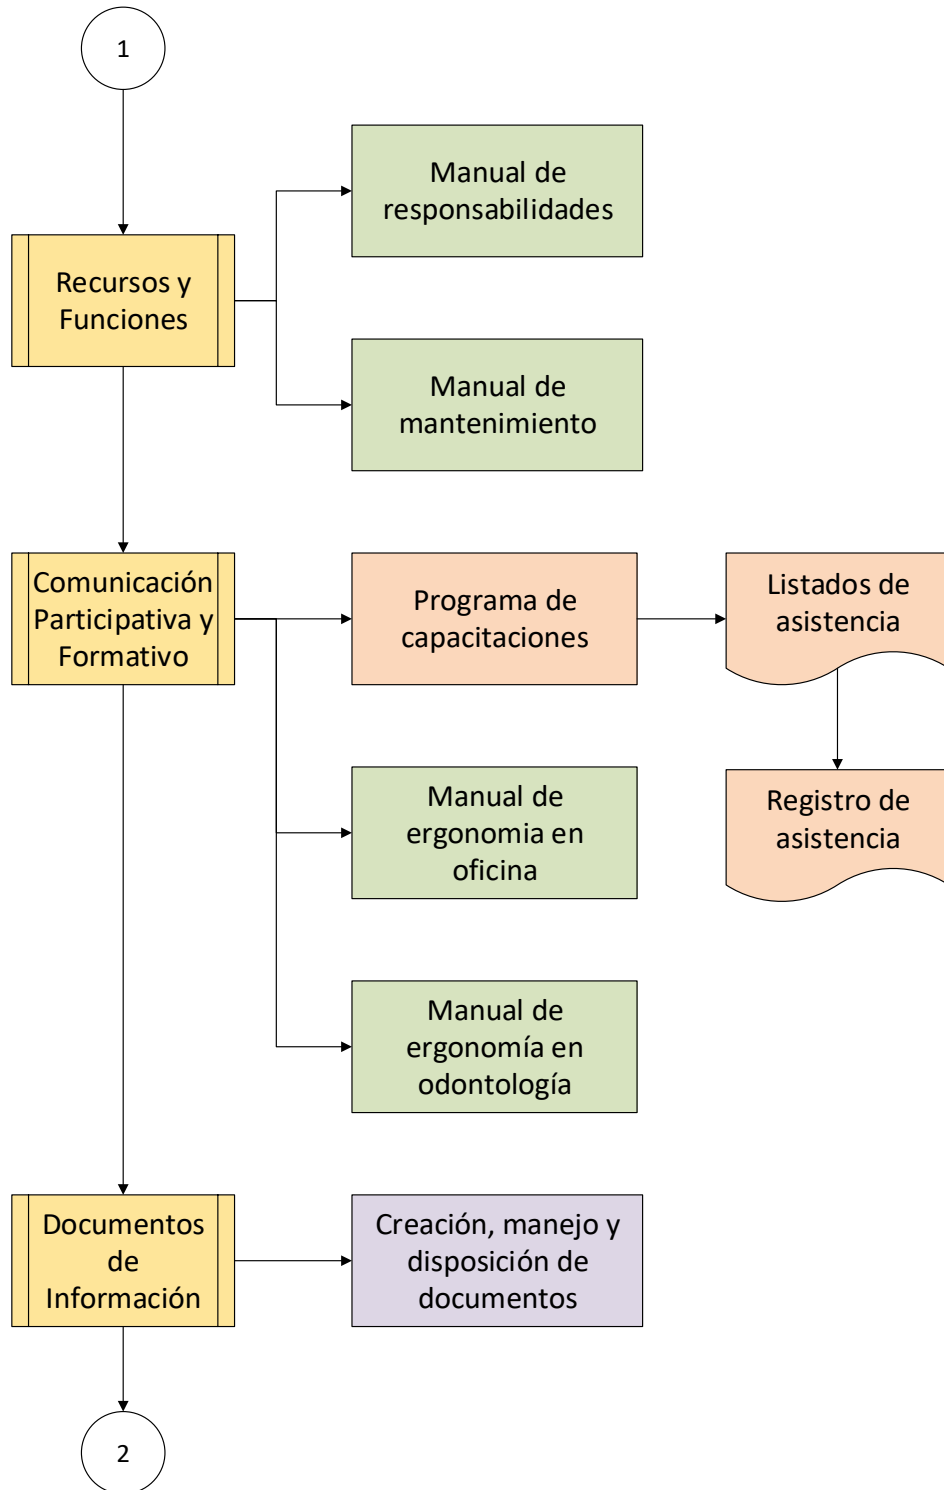 1
Manual de
responsabilidades
Recursos y
Funciones
Manual de
mantenimiento
Comunicación
Participativa y
Formativo
Programa de
capacitaciones
Listados de
asistencia
Manual de
ergonomia en
oficina
Registro de
asistencia
Manual de
ergonomía en
odontología
Documentos
de
Información
Creación, manejo y
disposición de
documentos
2